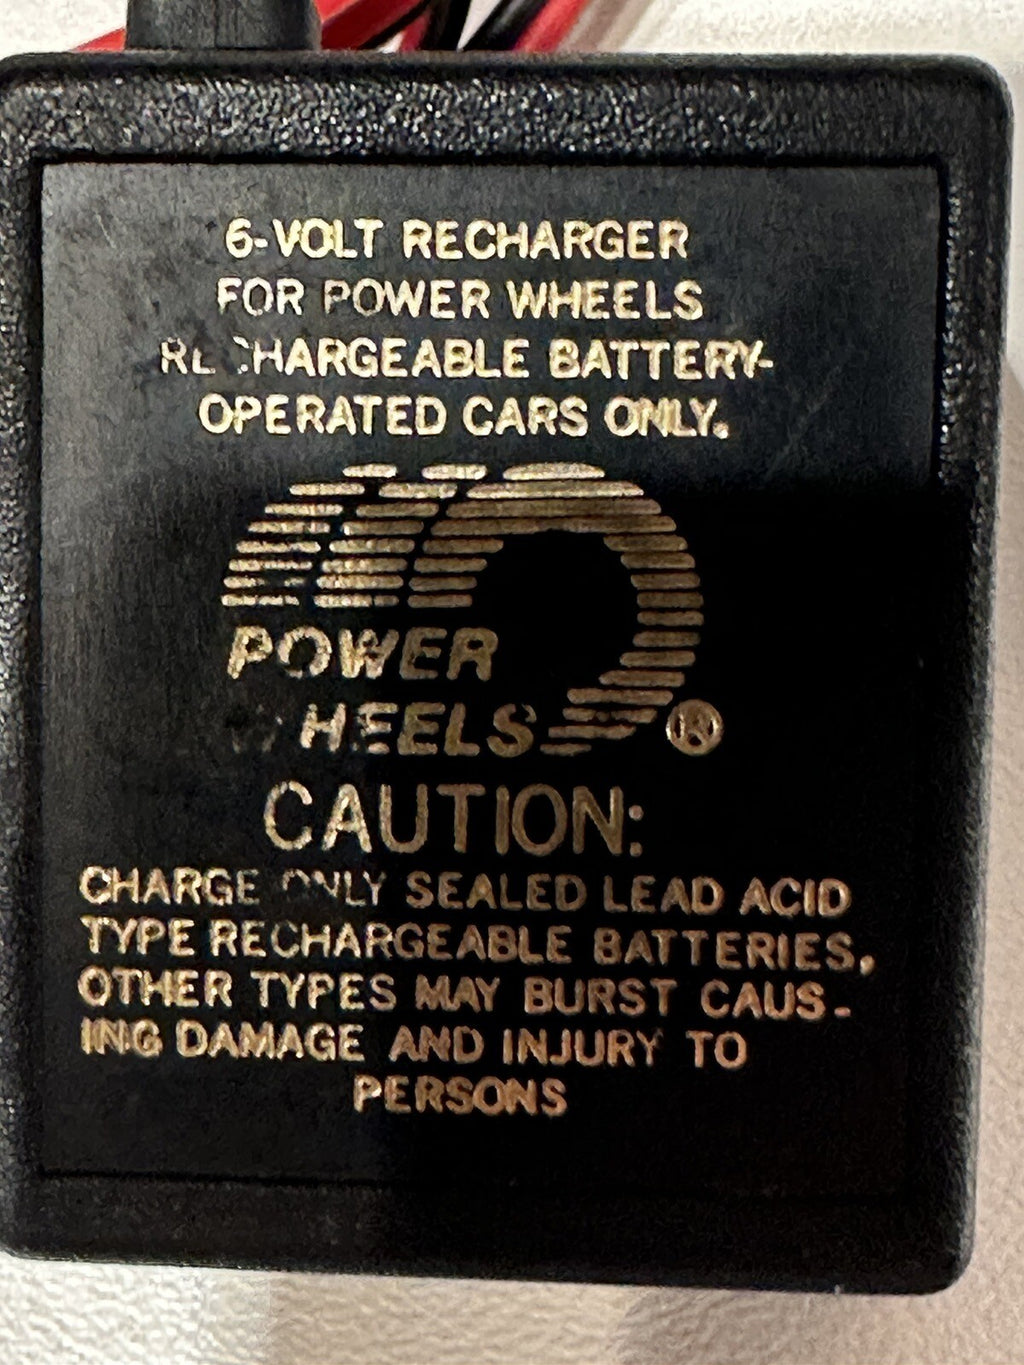 6-VOLT RECHARGER
FOR POWER WHEELS
RECHARGEABLE BATTERY-
OPERATED CARS ONLY.
POWER
WHEELS ®
CAUTION:
CHARGE ONLY SEALED LEAD ACID
TYPE RECHARGEABLE BATTERIES,
OTHER TYPES MAY BURST CAUS-
ING DAMAGE AND INJURY TO
PERSONS